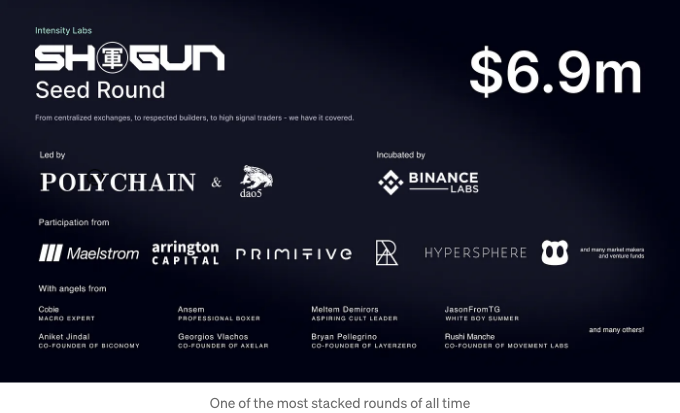 Intensity Labs
SH軍GUN
$6.9m
Seed Round
From centralized exchanges, to respected builders, to high signal traders - we have it covered.
Led by
POLYCHAIN & dao5
Incubated by
BINANCE LABS
Participation from
Maelstrom
arrington CAPITAL
PRIMITIVE
HYPERSPHERE
and many market makers
and venture funds
With angels from
Cobie
MACRO EXPERT
Ansem
PROFESSIONAL BOXER
Meltem Demirors
ASPIRING CULT LEADER
JasonFromTG
WHITE BOY SUMMER
Aniket Jindal
CO-FOUNDER OF BICONOMY
Georgios Vlachos
CO-FOUNDER OF AXELAR
Bryan Pellegrino
CO-FOUNDER OF LAYERZERO
Rushi Manche
CO-FOUNDER OF MOVEMENT LABS
and many others!
One of the most stacked rounds of all time